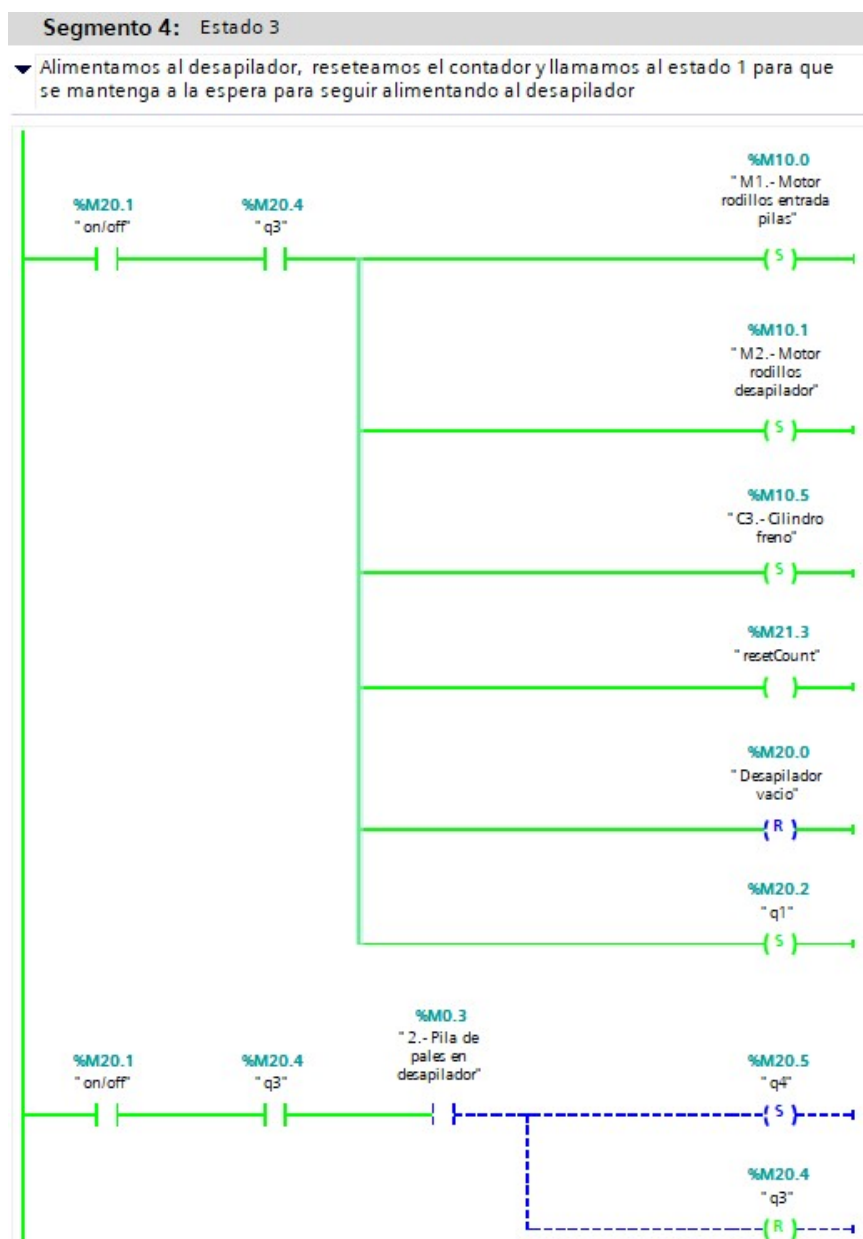 Segmento 4: Estado 3
Alimentamos al desapilador, reseteamos el contador y llamamos al estado 1 para que
se mantenga a la espera para seguir alimentando al desapilador
%M10.0
"M1.- Motor
rodillos entrada
pilas"
%M20.1
"on/off"
%M20.4
"q3"
S
%M10.1
"M2.- Motor
rodillos
desapilador"
S
%M10.5
"C3.- Cilindro
freno"
S
%M21.3
"resetCount"
%M20.0
"Desapilador
vacio"
R
%M20.2
"q1"
S
%M0.3
"2.- Pila de
pales en
desapilador"
%M20.1
"on/off"
%M20.4
"q3"
%M20.5
"q4"
S
%M20.4
"q3"
R